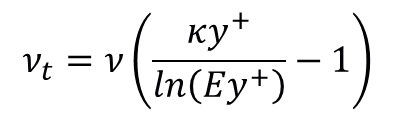 ν_t = ν ( κy⁺ / ln(Ey⁺) − 1 )